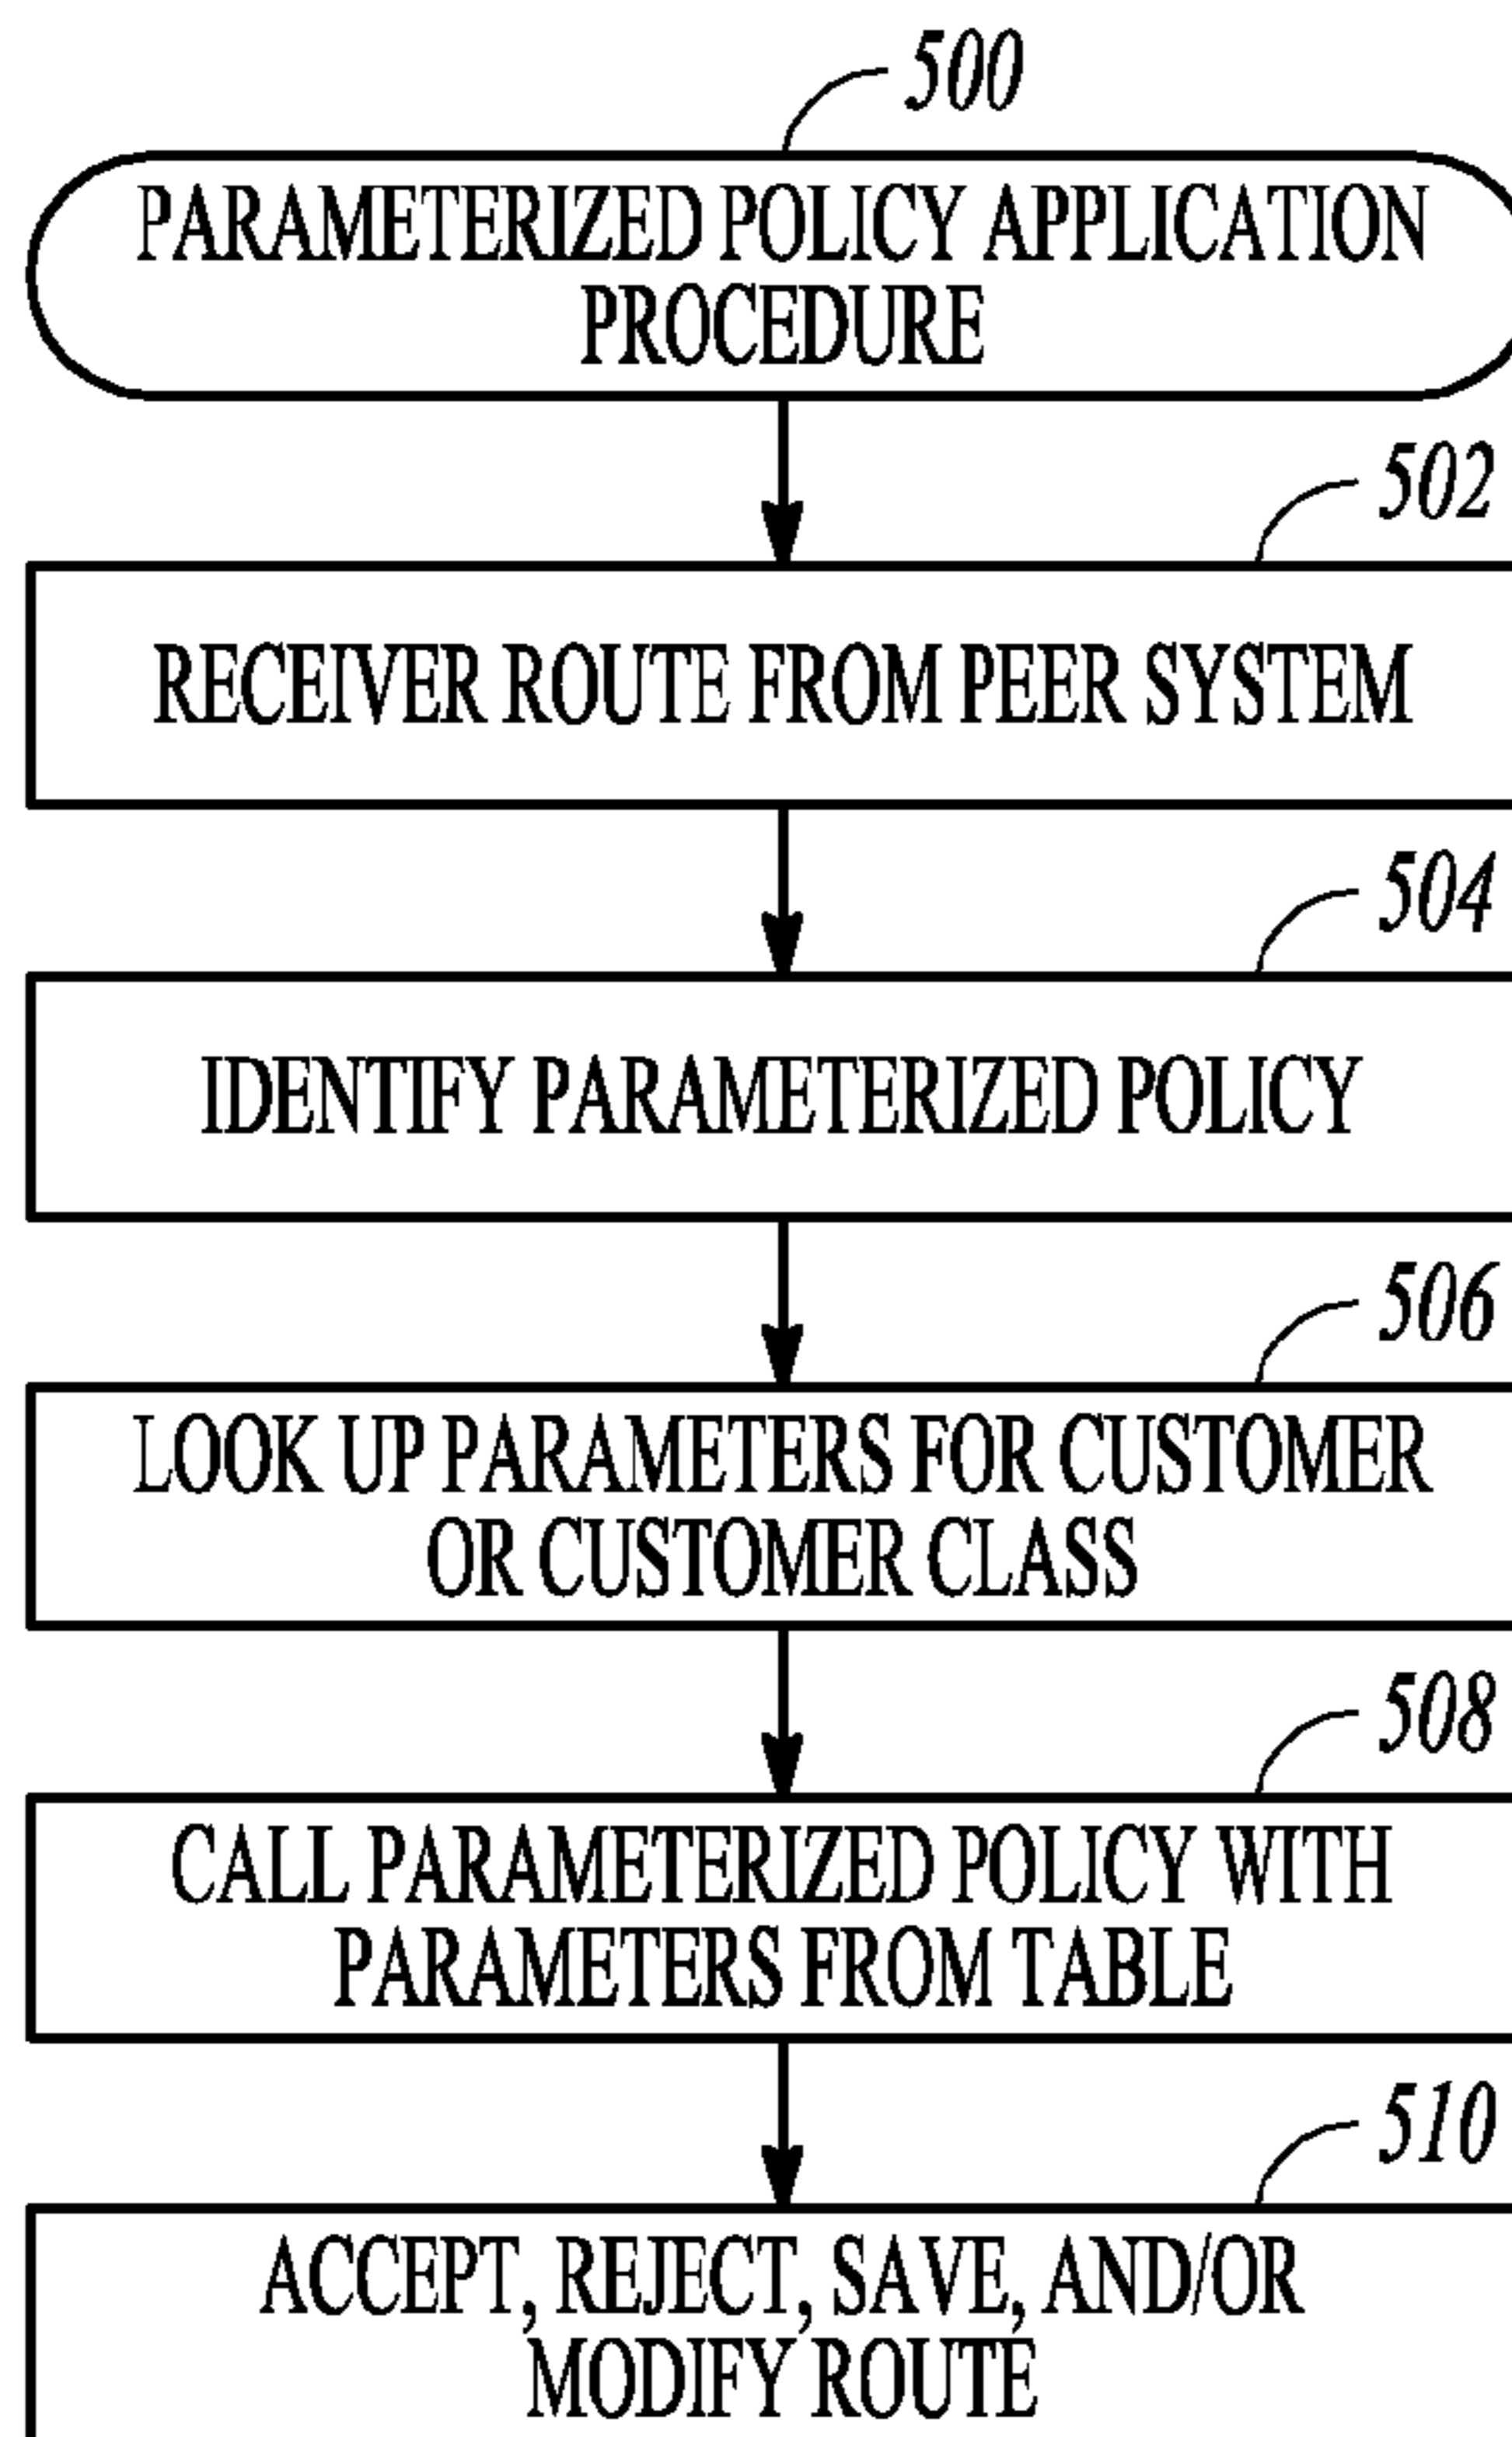 500
PARAMETERIZED POLICY APPLICATION
PROCEDURE
502
RECEIVER ROUTE FROM PEER SYSTEM
504
IDENTIFY PARAMETERIZED POLICY
506
LOOK UP PARAMETERS FOR CUSTOMER
OR CUSTOMER CLASS
508
CALL PARAMETERIZED POLICY WITH
PARAMETERS FROM TABLE
510
ACCEPT, REJECT, SAVE, AND/OR
MODIFY ROUTE